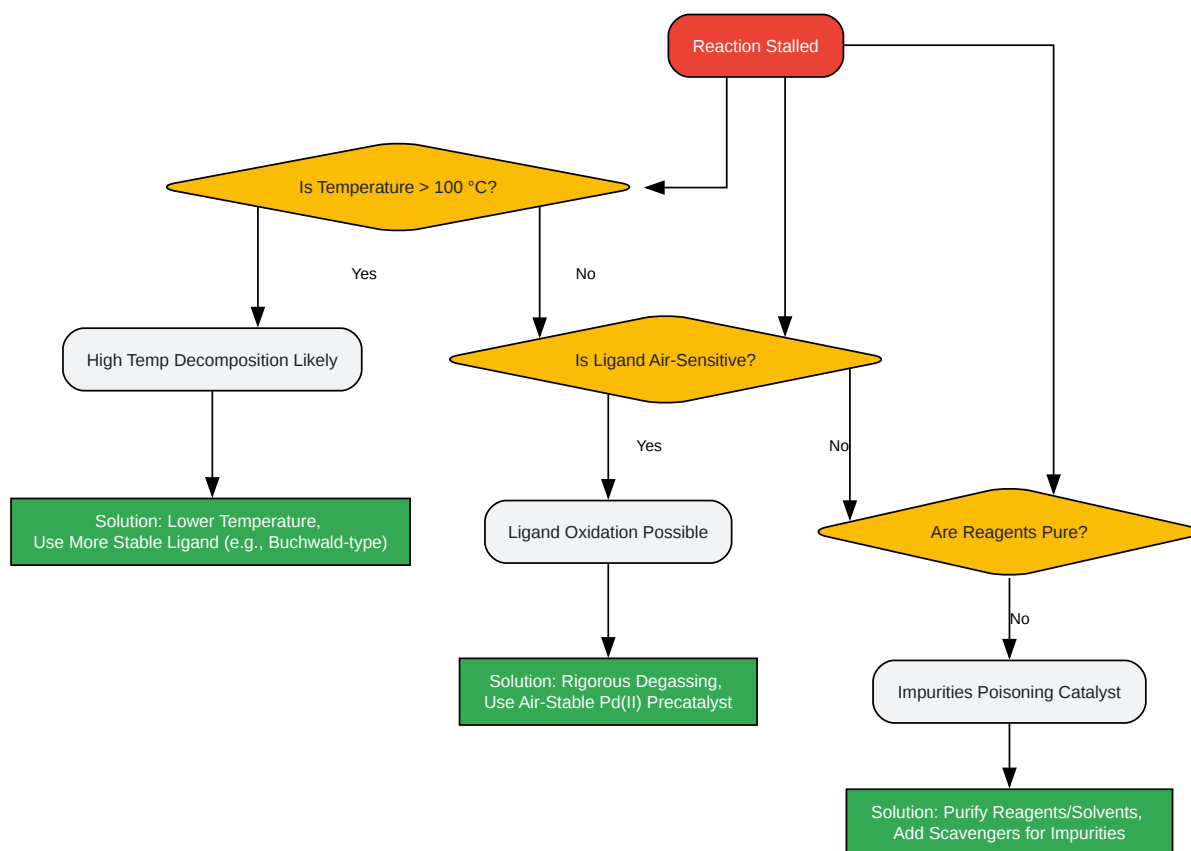 Reaction Stalled
Is Temperature > 100 °C?
Yes
No
High Temp Decomposition Likely
Is Ligand Air-Sensitive?
Yes
No
Solution: Lower Temperature,
Use More Stable Ligand (e.g., Buchwald-type)
Ligand Oxidation Possible
Are Reagents Pure?
No
Solution: Rigorous Degassing,
Use Air-Stable Pd(II) Precatalyst
Impurities Poisoning Catalyst
Solution: Purify Reagents/Solvents,
Add Scavengers for Impurities